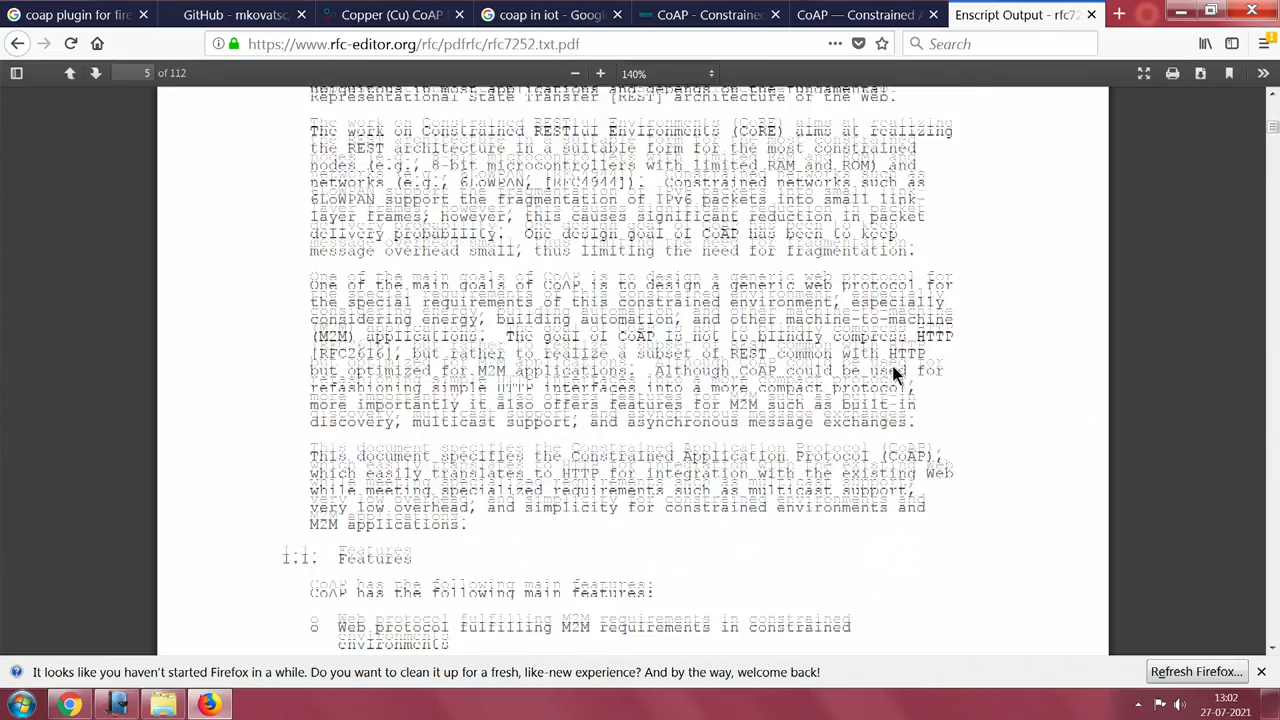 coap plugin for fire
GitHub - mkovatsc
Copper (Cu) CoAP
coap in iot - Google
CoAP - Constrained
CoAP — Constrained A
Enscript Output - rfc72
https://www.rfc-editor.org/rfc/pdfrfc/rfc7252.txt.pdf
Search
5 of 112
140%
ubiquitous in most applications and depends on the fundamental
Representational State Transfer [REST] architecture of the Web.
The work on Constrained RESTful Environments (CoRE) aims at realizing
the REST architecture in a suitable form for the most constrained
nodes (e.g., 8-bit microcontrollers with limited RAM and ROM) and
networks (e.g., 6LoWPAN, [RFC4944]). Constrained networks such as
6LoWPAN support the fragmentation of IPv6 packets into small link-
layer frames; however, this causes significant reduction in packet
delivery probability. One design goal of CoAP has been to keep
message overhead small, thus limiting the need for fragmentation.
One of the main goals of CoAP is to design a generic web protocol for
the special requirements of this constrained environment, especially
considering energy, building automation, and other machine-to-machine
(M2M) applications. The goal of CoAP is not to blindly compress HTTP
[RFC2616], but rather to realize a subset of REST common with HTTP
but optimized for M2M applications. Although CoAP could be used for
refashioning simple HTTP interfaces into a more compact protocol,
more importantly it also offers features for M2M such as built-in
discovery, multicast support, and asynchronous message exchanges.
This document specifies the Constrained Application Protocol (CoAP),
which easily translates to HTTP for integration with the existing Web
while meeting specialized requirements such as multicast support,
very low overhead, and simplicity for constrained environments and
M2M applications.
1.1. Features
CoAP has the following main features:
o Web protocol fulfilling M2M requirements in constrained
environments
It looks like you haven't started Firefox in a while. Do you want to clean it up for a fresh, like-new experience? And by the way, welcome back!
Refresh Firefox...
13:02
27-07-2021